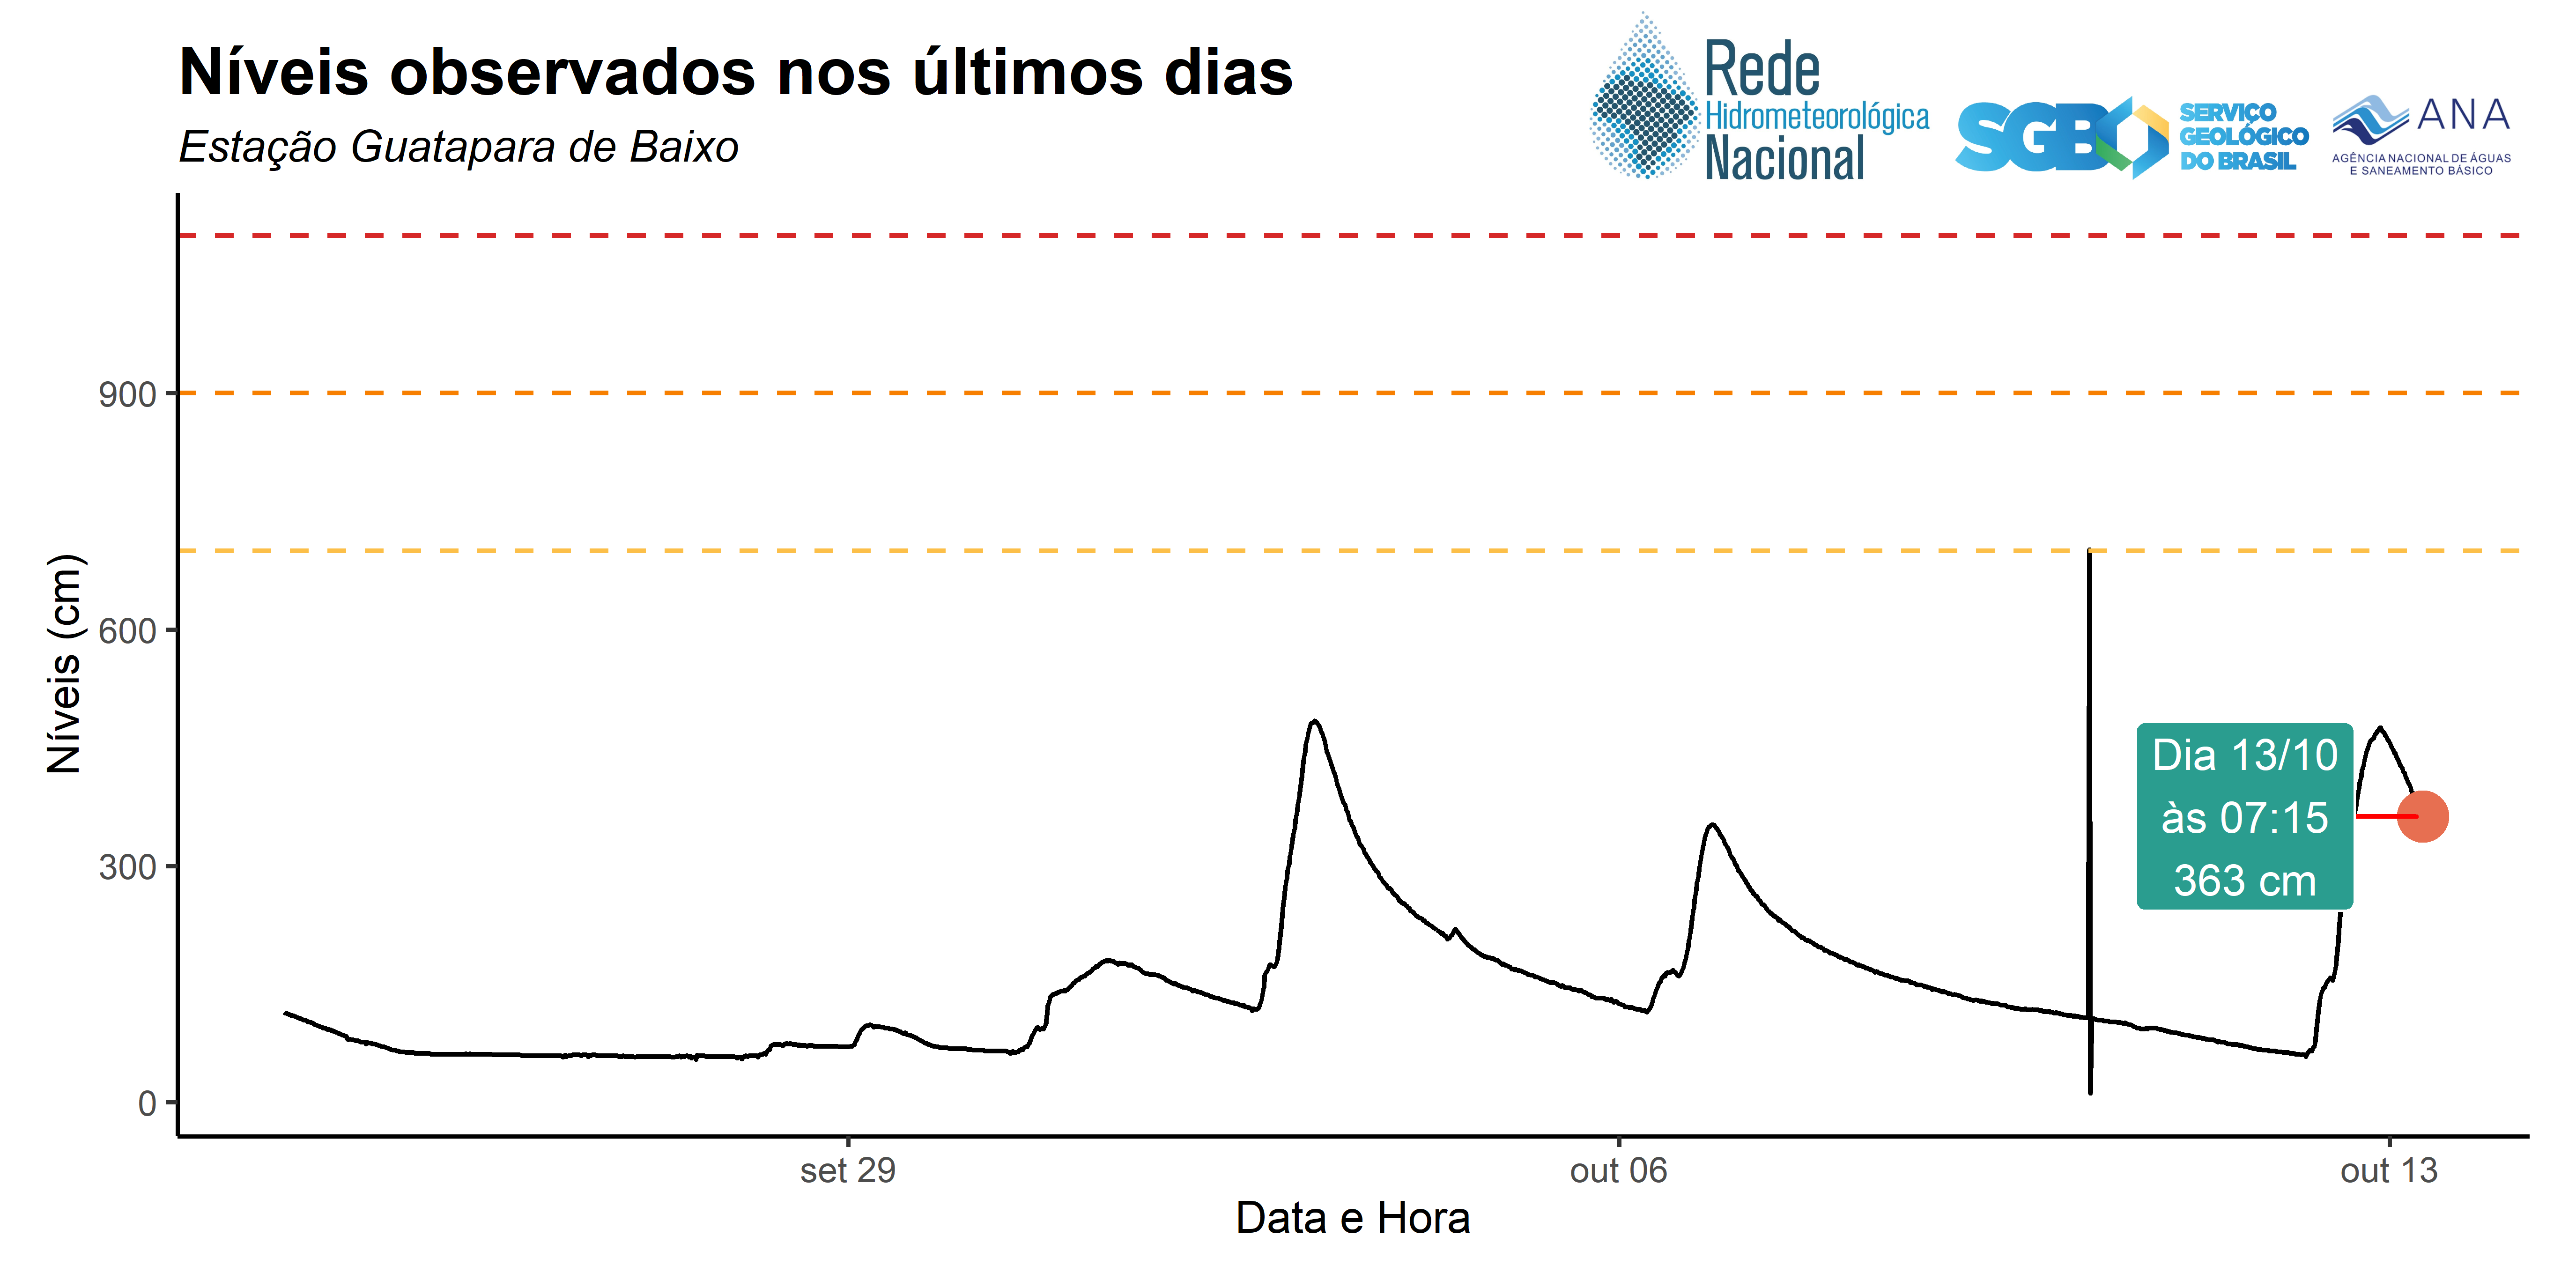 Níveis observados nos últimos dias
Estação Guatapara de Baixo
Rede
Hidrometeorológica
Nacional
SGB
SERVIÇO
GEOLÓGICO
DO BRASIL
ANA
AGÊNCIA NACIONAL DE ÁGUAS
E SANEAMENTO BÁSICO
Níveis (cm)
900
600
300
0
Dia 13/10
às 07:15
363 cm
set 29
out 06
out 13
Data e Hora